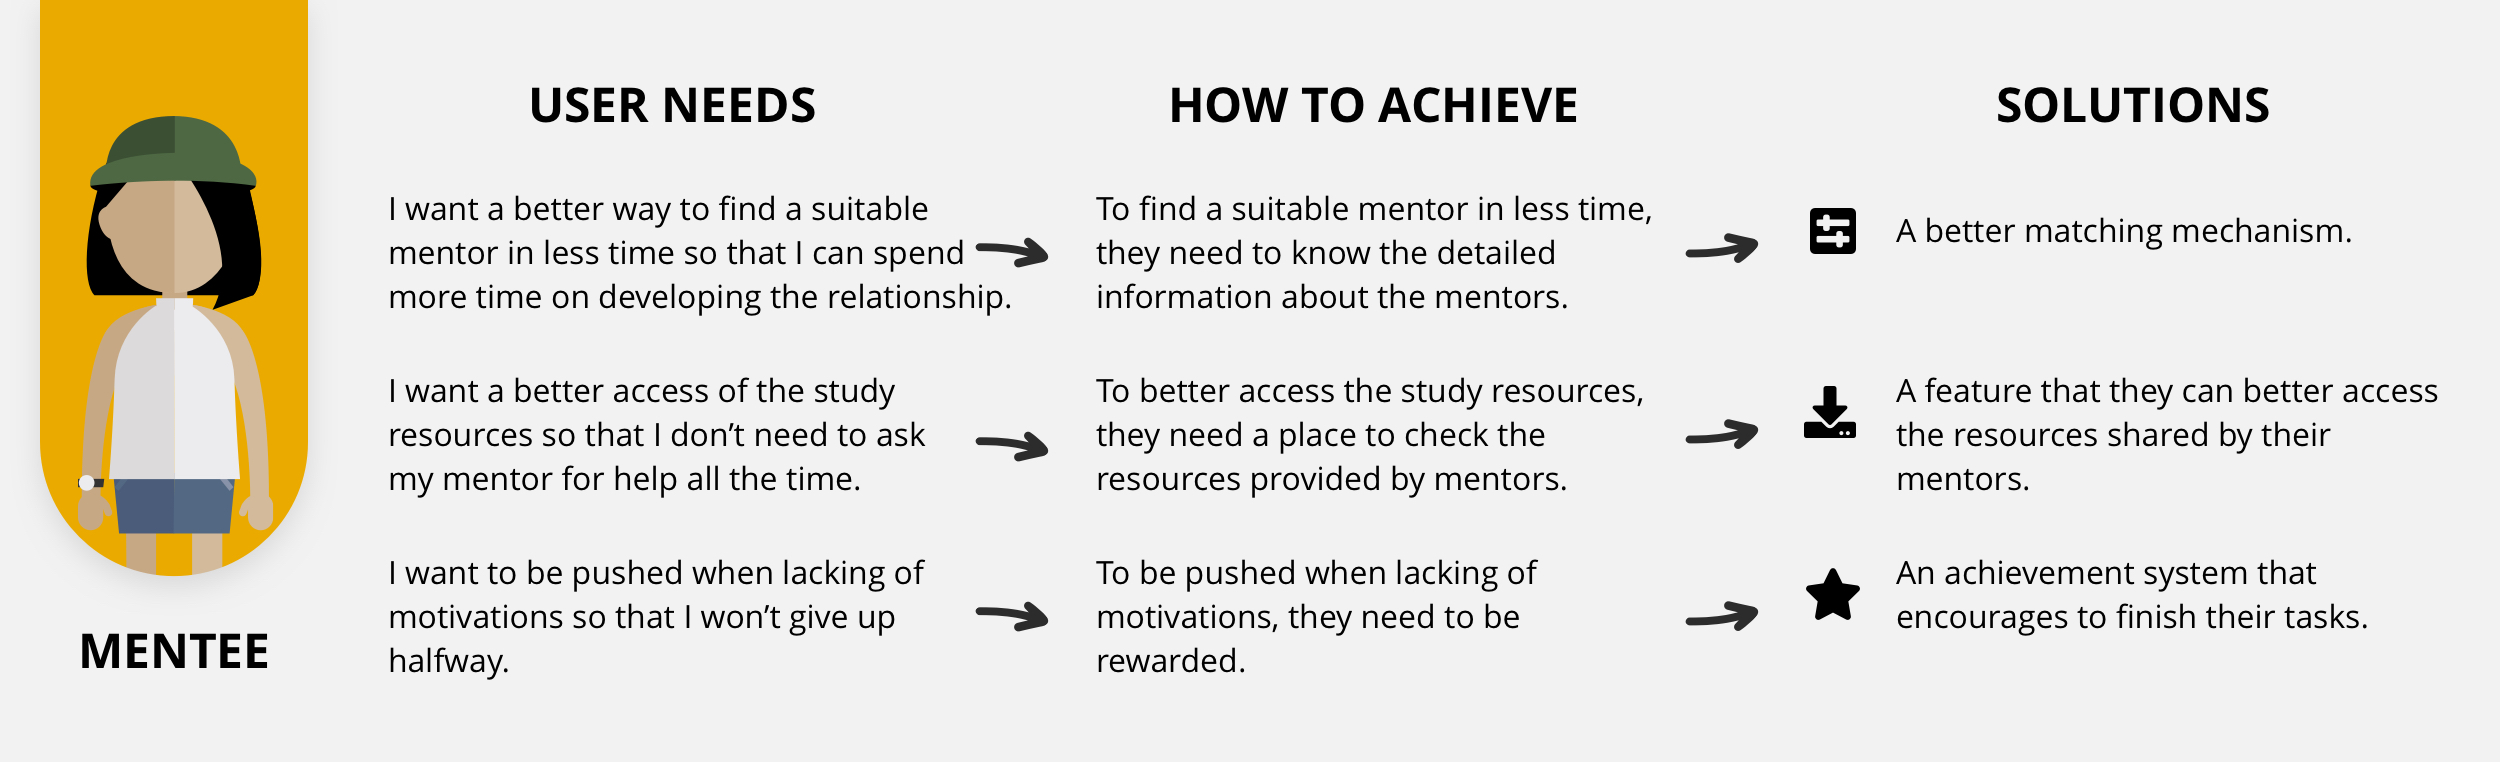 USER NEEDS
HOW TO ACHIEVE
SOLUTIONS
I want a better way to find a suitable
mentor in less time so that I can spend
more time on developing the relationship.
To find a suitable mentor in less time,
they need to know the detailed
information about the mentors.
A better matching mechanism.
I want a better access of the study
resources so that I don’t need to ask
my mentor for help all the time.
To better access the study resources,
they need a place to check the
resources provided by mentors.
A feature that they can better access
the resources shared by their
mentors.
I want to be pushed when lacking of
motivations so that I won’t give up
halfway.
To be pushed when lacking of
motivations, they need to be
rewarded.
An achievement system that
encourages to finish their tasks.
MENTEE